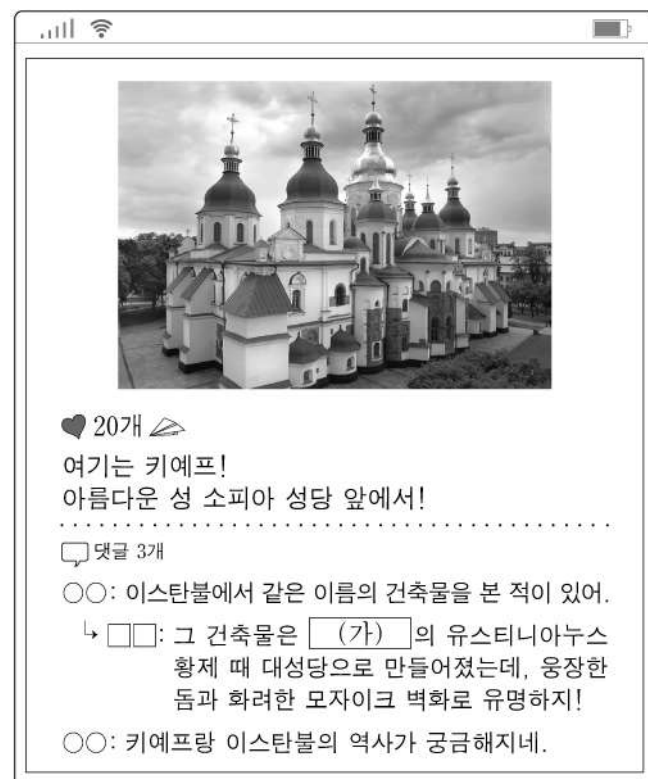 20개
여기는 키예프!
아름다운 성 소피아 성당 앞에서!
댓글 3개
○○: 이스탄불에서 같은 이름의 건축물을 본 적이 있어.
↳ □□: 그 건축물은 (가) 의 유스티니아누스
황제 때 대성당으로 만들어졌는데, 웅장한
돔과 화려한 모자이크 벽화로 유명하지!
○○: 키예프랑 이스탄불의 역사가 궁금해지네.